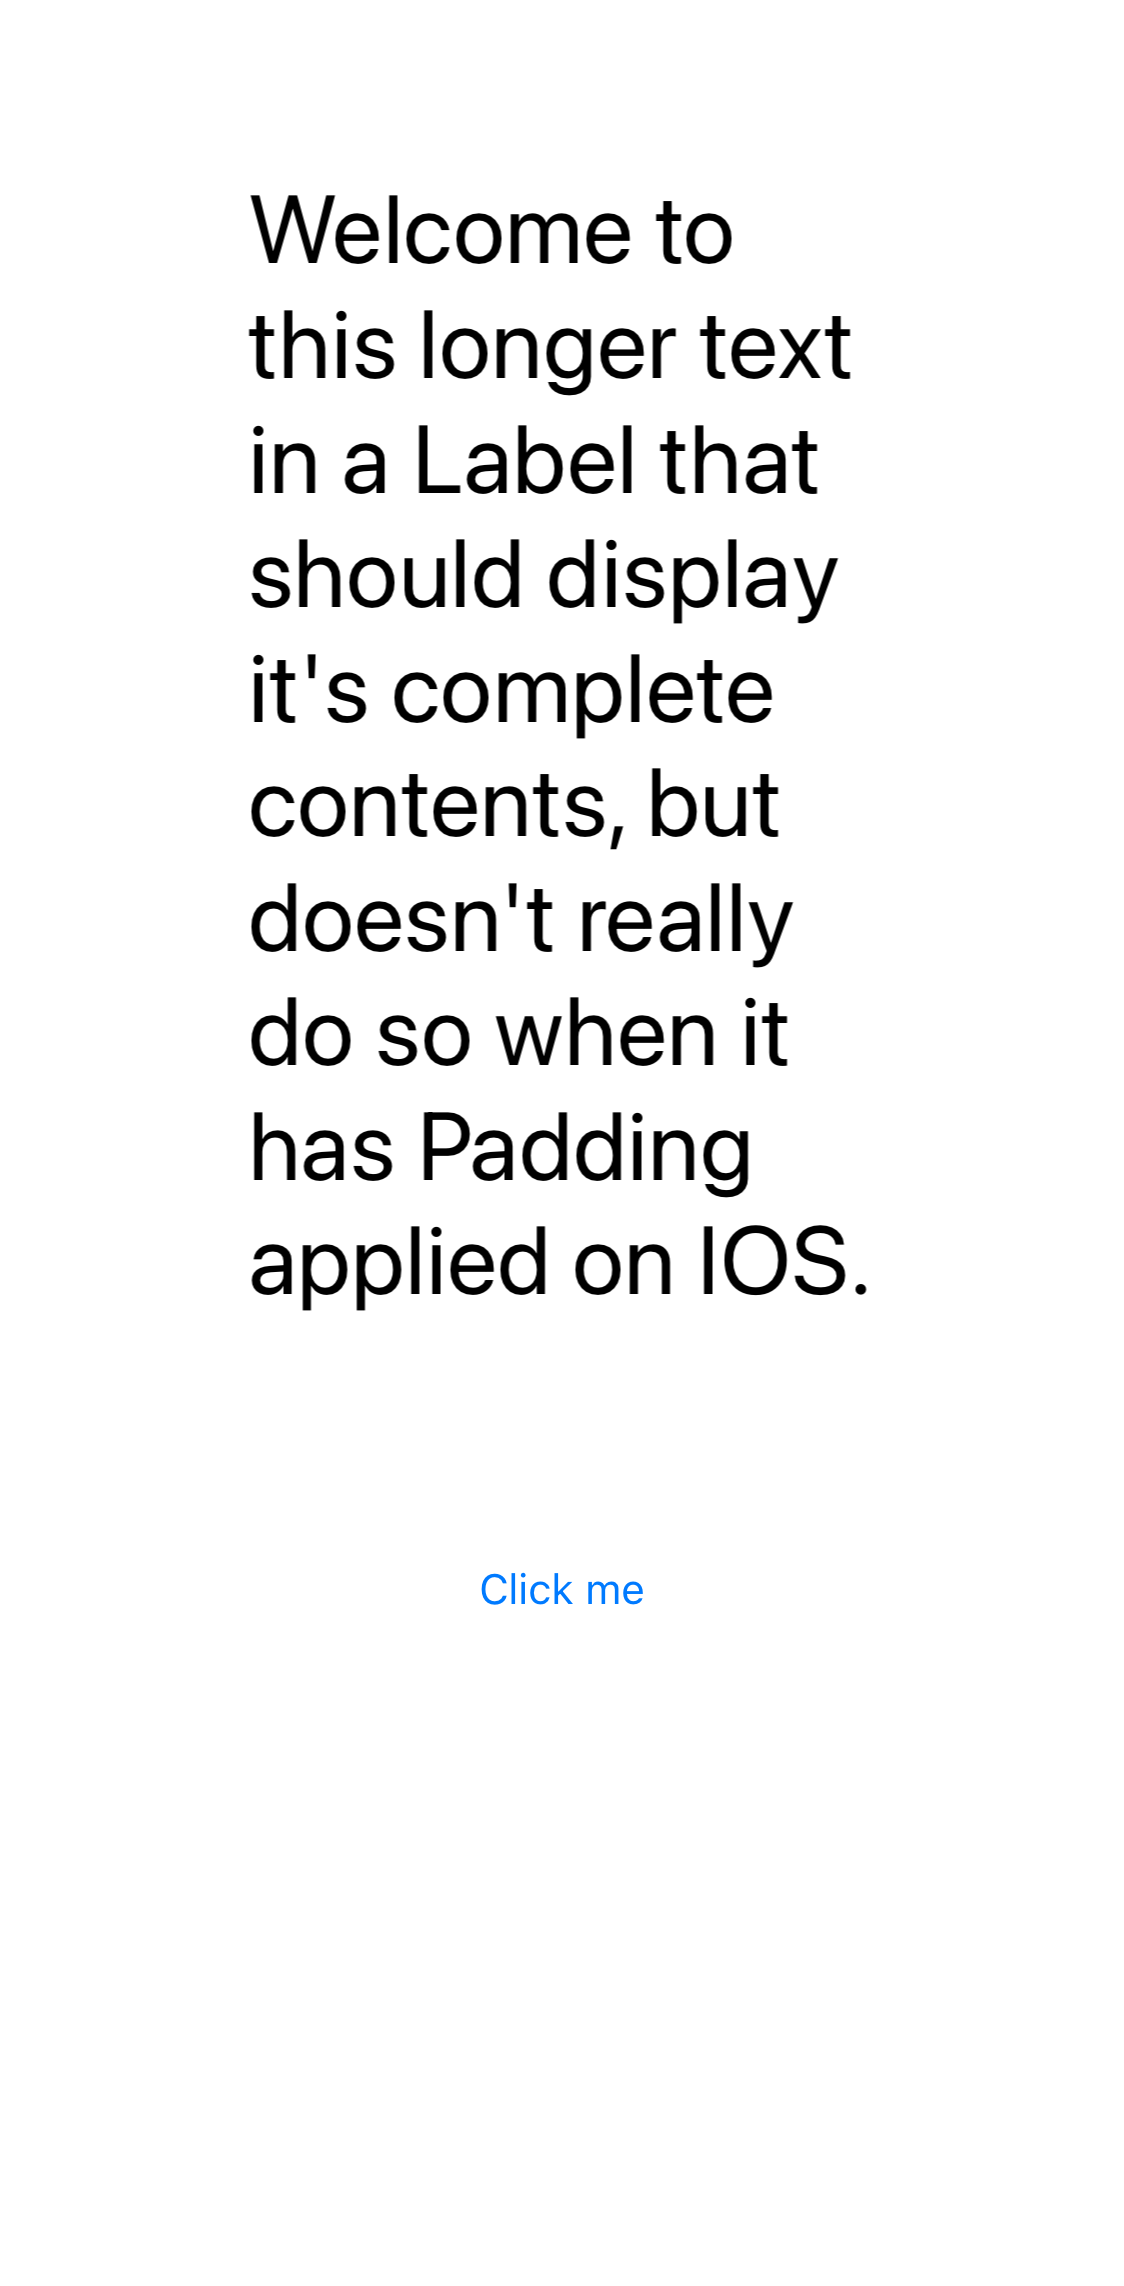 Welcome to
this longer text
in a Label that
should display
it's complete
contents, but
doesn't really
do so when it
has Padding
applied on IOS.
Click me